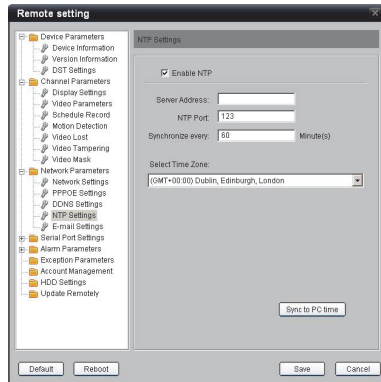 Remote setting
Device Parameters
Device Information
Version Information
DST Settings
Channel Parameters
Display Settings
Video Parameters
Schedule Record
Motion Detection
Video Lost
Video Tampering
Video Mask
Network Parameters
Network Settings
PPPOE Settings
DDNS Settings
NTP Settings
E-mail Settings
Serial Port Settings
Alarm Parameters
Exception Parameters
Account Management
HDD Settings
Update Remotely
NTP Settings
Enable NTP
Server Address:
NTP Port: 123
Synchronize every: 60 Minute(s)
Select Time Zone:
(GMT+00:00) Dublin, Edinburgh, London
Sync to PC time
Default Reboot Save Cancel